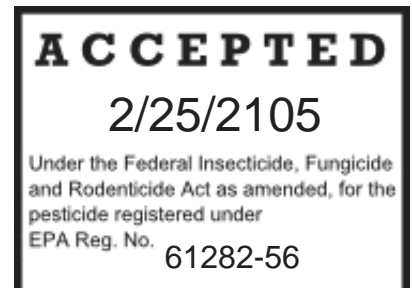 ACCEPTED
2/25/2105
Under the Federal Insecticide, Fungicide
and Rodenticide Act as amended, for the
pesticide registered under
EPA Reg. No. 61282-56